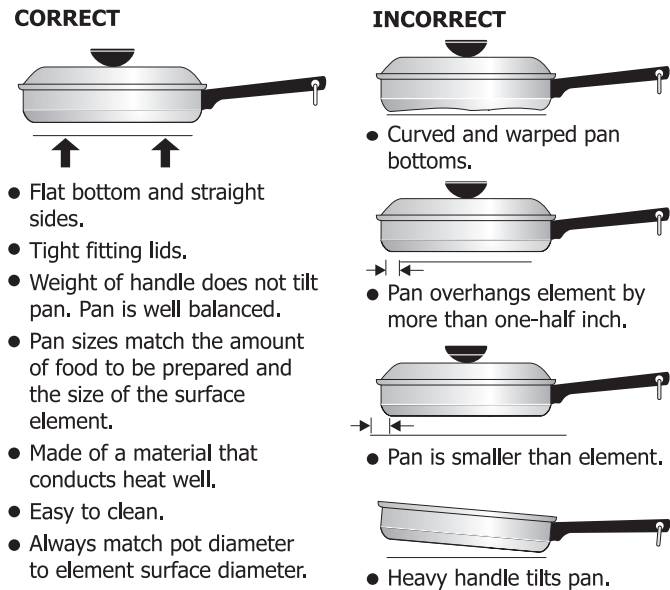 CORRECT
● Flat bottom and straight
sides.
● Tight fitting lids.
● Weight of handle does not tilt
pan. Pan is well balanced.
● Pan sizes match the amount
of food to be prepared and
the size of the surface
element.
● Made of a material that
conducts heat well.
● Easy to clean.
● Always match pot diameter
to element surface diameter.
INCORRECT
● Curved and warped pan
bottoms.
● Pan overhangs element by
more than one-half inch.
● Pan is smaller than element.
● Heavy handle tilts pan.